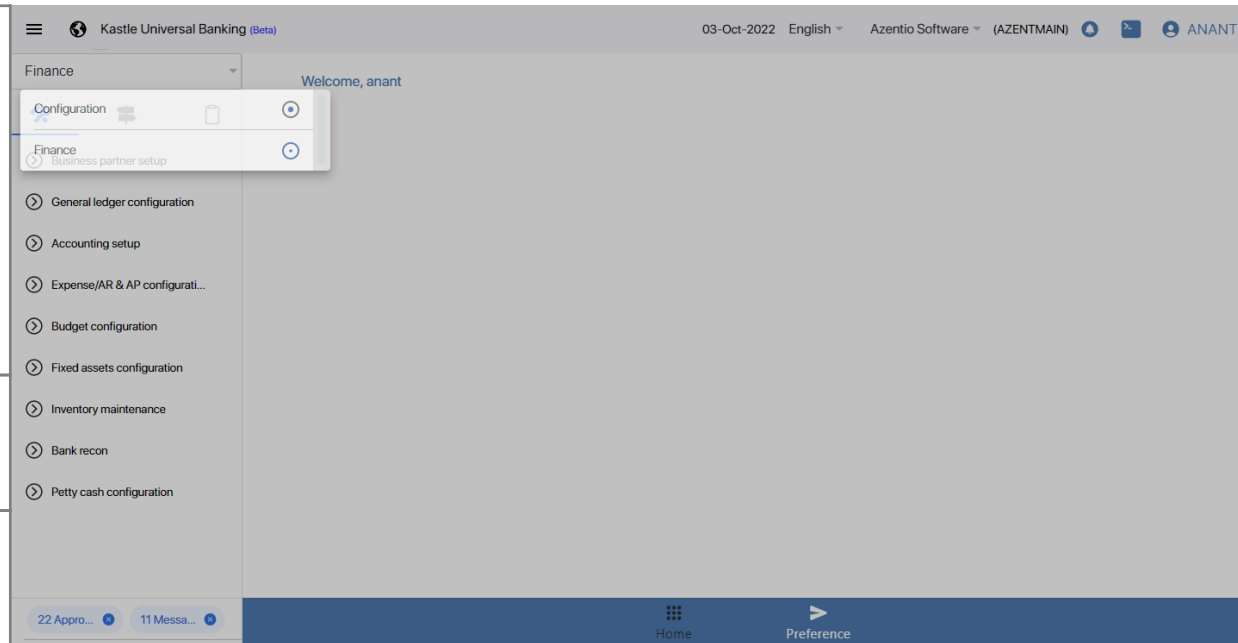 Kastle Universal Banking (Beta)
03-Oct-2022 English Azentio Software (AZENTMAIN) ANANT
Finance
Welcome, anant
Configuration
Finance
Business partner setup
General ledger configuration
Accounting setup
Expense/AR & AP configurati...
Budget configuration
Fixed assets configuration
Inventory maintenance
Bank recon
Petty cash configuration
22 Appro... 11 Messa...
Home Preference